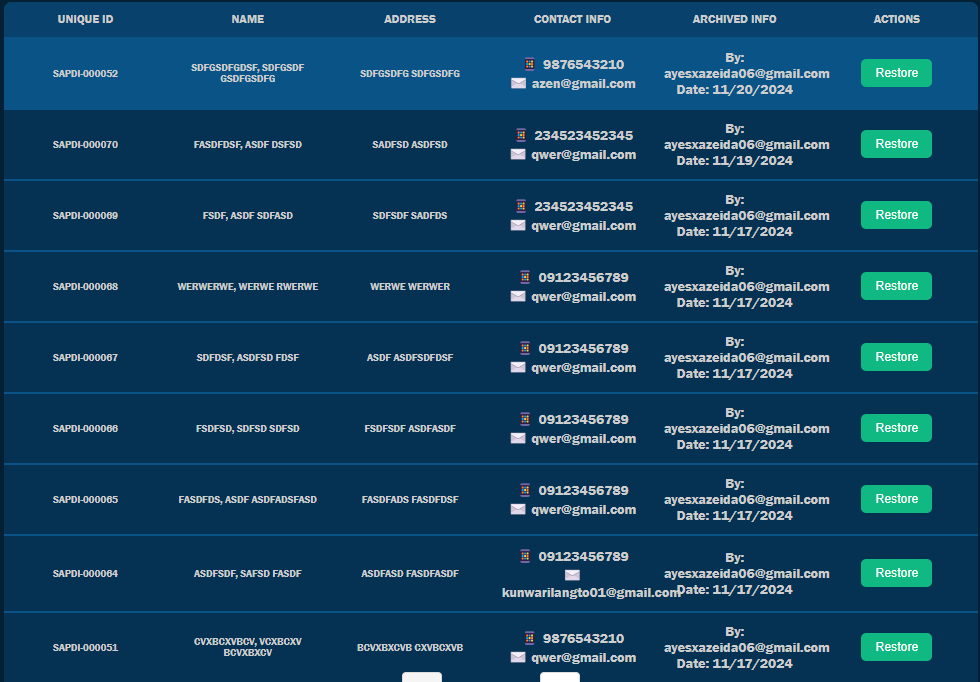 UNIQUE ID NAME ADDRESS CONTACT INFO ARCHIVED INFO ACTIONS
SAPDI-000052 SDFGSDFGDSF, SDFGSDF GSDFGSDFG SDFGSDFG SDFGSDFG 9876543210 azen@gmail.com By: ayesxazeida06@gmail.com Date: 11/20/2024 Restore
SAPDI-000070 FASDFDSF, ASDF DSFSD SADFSD ASDFSD 234523452345 qwer@gmail.com By: ayesxazeida06@gmail.com Date: 11/19/2024 Restore
SAPDI-000069 FSDF, ASDF SDFASD SDFSDF SADFDS 234523452345 qwer@gmail.com By: ayesxazeida06@gmail.com Date: 11/17/2024 Restore
SAPDI-000068 WERWERWE, WERWE RWERWE WERWE WERWER 09123456789 qwer@gmail.com By: ayesxazeida06@gmail.com Date: 11/17/2024 Restore
SAPDI-000067 SDFDSF, ASDFSD FDSF ASDF ASDFSDFDSF 09123456789 qwer@gmail.com By: ayesxazeida06@gmail.com Date: 11/17/2024 Restore
SAPDI-000066 FSDFSD, SDFSD SDFSD FSDFSDF ASDFASDF 09123456789 qwer@gmail.com By: ayesxazeida06@gmail.com Date: 11/17/2024 Restore
SAPDI-000065 FASDFDS, ASDF ASDFADSFASD FASDFADS FASDFDSF 09123456789 qwer@gmail.com By: ayesxazeida06@gmail.com Date: 11/17/2024 Restore
SAPDI-000064 ASDFSDF, SAFSD FASDF ASDFASD FASDFASDF 09123456789 kunwarilangto01@gmail.com By: ayesxazeida06@gmail.com Date: 11/17/2024 Restore
SAPDI-000051 CVXBCXVBCV, VCXBCXV BCVXBXCV BCVXBXCVB CXVBCXVB 9876543210 qwer@gmail.com By: ayesxazeida06@gmail.com Date: 11/17/2024 Restore